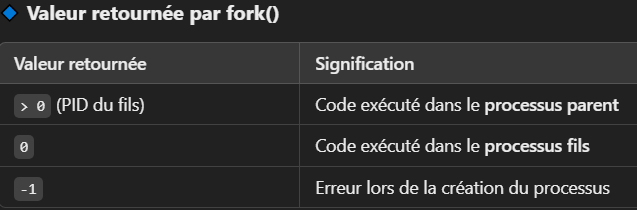 Valeur retournée par fork()
Valeur retournée Signification
> 0 (PID du fils) Code exécuté dans le processus parent
0 Code exécuté dans le processus fils
-1 Erreur lors de la création du processus